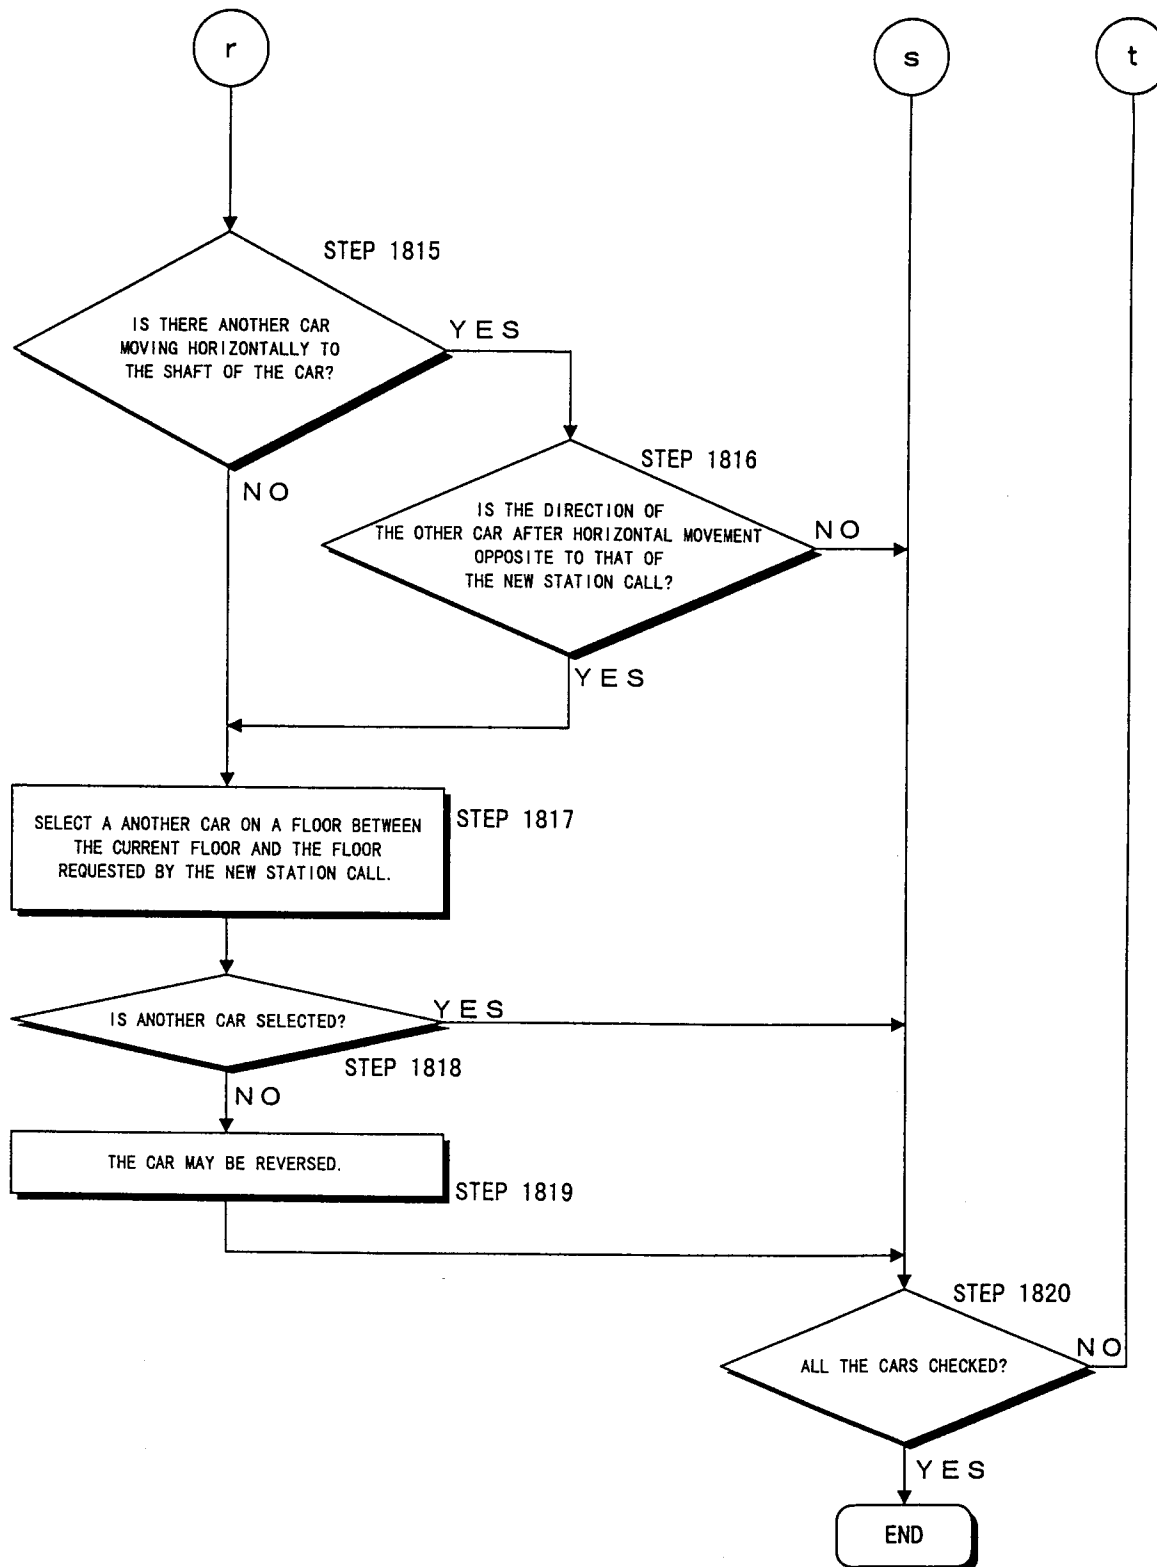 r
s
t
STEP 1815
IS THERE ANOTHER CAR
MOVING HORIZONTALLY TO
THE SHAFT OF THE CAR?
YES
NO
STEP 1816
IS THE DIRECTION OF
THE OTHER CAR AFTER HORIZONTAL MOVEMENT
OPPOSITE TO THAT OF
THE NEW STATION CALL?
NO
YES
STEP 1817
SELECT A ANOTHER CAR ON A FLOOR BETWEEN
THE CURRENT FLOOR AND THE FLOOR
REQUESTED BY THE NEW STATION CALL.
IS ANOTHER CAR SELECTED?
YES
STEP 1818
NO
THE CAR MAY BE REVERSED.
STEP 1819
STEP 1820
ALL THE CARS CHECKED?
NO
YES
END